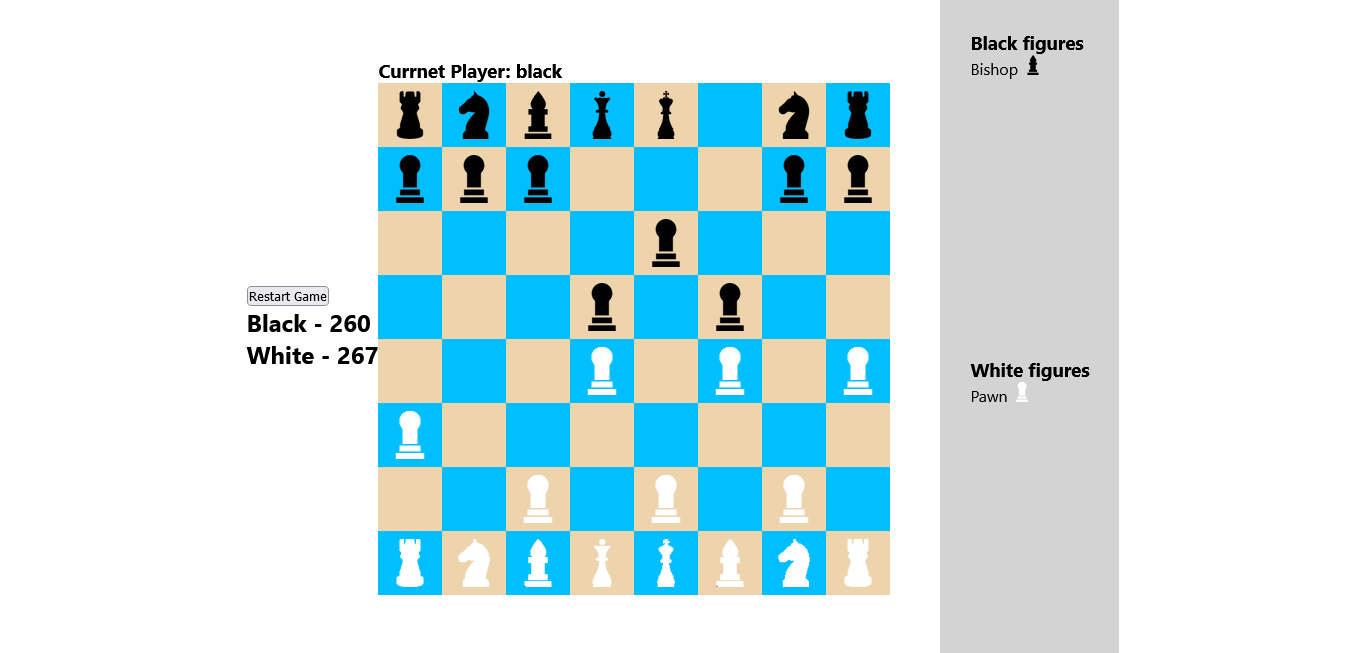 Currnet Player: black
Restart Game
Black - 260
White - 267
Black figures
Bishop
White figures
Pawn